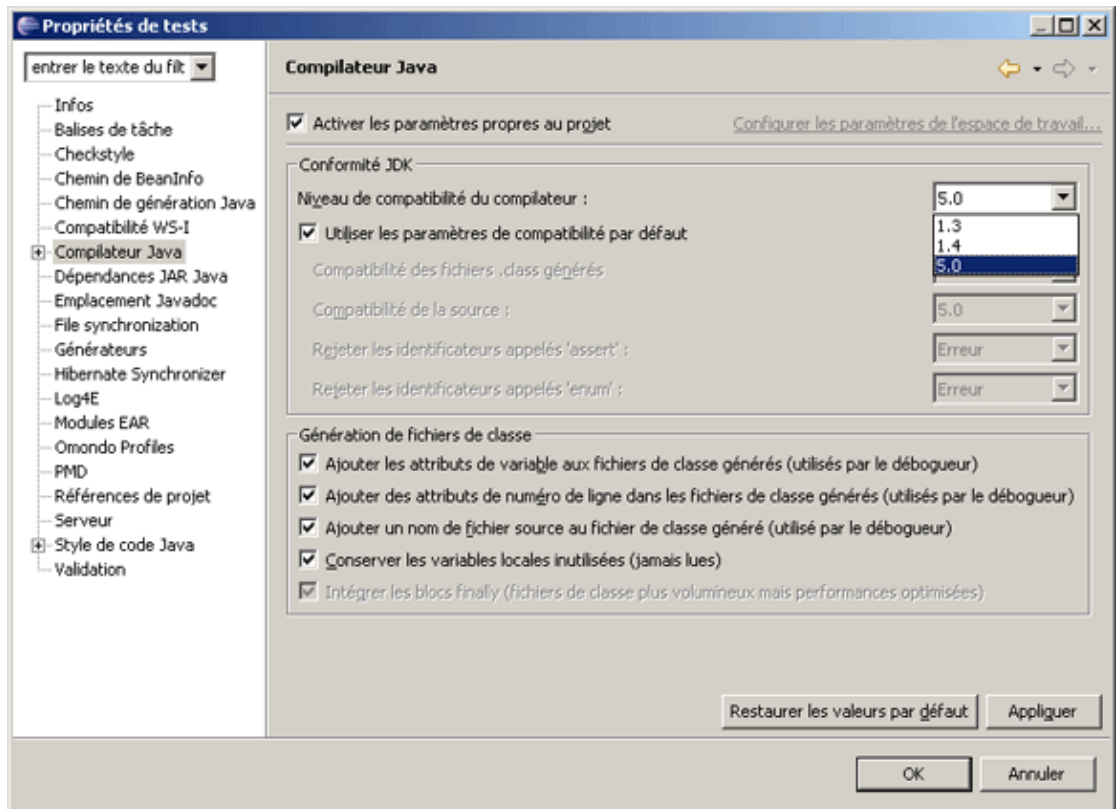 Propriétés de tests
entrer le texte du filt
Infos
Balises de tâche
Checkstyle
Chemin de BeanInfo
Chemin de génération Java
Compatibilité WS-I
Compilateur Java
Dépendances JAR Java
Emplacement Javadoc
File synchronization
Générateurs
Hibernate Synchronizer
Log4E
Modules EAR
Omondo Profiles
PMD
Références de projet
Serveur
Style de code Java
Validation
Compilateur Java
Activer les paramètres propres au projet
Configurer les paramètres de l'espace de travail...
Conformité JDK
Niveau de compatibilité du compilateur :
5.0
1.3
1.4
5.0
Utiliser les paramètres de compatibilité par défaut
Compatibilité des fichiers .class générés
Compatibilité de la source :
5.0
Rejeter les identificateurs appelés 'assert' :
Erreur
Rejeter les identificateurs appelés 'enum' :
Erreur
Génération de fichiers de classe
Ajouter les attributs de variable aux fichiers de classe générés (utilisés par le débogueur)
Ajouter des attributs de numéro de ligne dans les fichiers de classe générés (utilisés par le débogueur)
Ajouter un nom de fichier source au fichier de classe généré (utilisé par le débogueur)
Conserver les variables locales inutilisées (jamais lues)
Intégrer les blocs finally (fichiers de classe plus volumineux mais performances optimisées)
Restaurer les valeurs par défaut
Appliquer
OK
Annuler